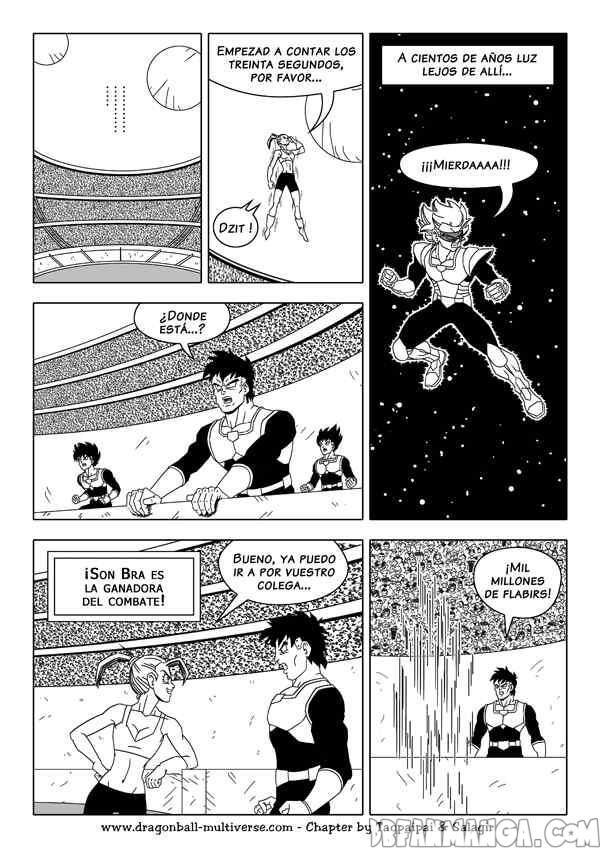 EMPEZAD A CONTAR LOS
TREINTA SEGUNDOS,
POR FAVOR...
DZIT !
A CIENTOS DE AÑOS LUZ
LEJOS DE ALLÍ...
¡¡¡MIERDAAAA!!!
¿DONDE
ESTÁ...?
¡SON BRA ES
LA GANADORA
DEL COMBATE!
BUENO, YA PUEDO
IR A POR VUESTRO
COLEGA...
¡MIL
MILLONES
DE FLABIRS!
www.dragonball-multiverse.com - Chapter by Taqpaipai & Salagir
DBFANMANGA.COM